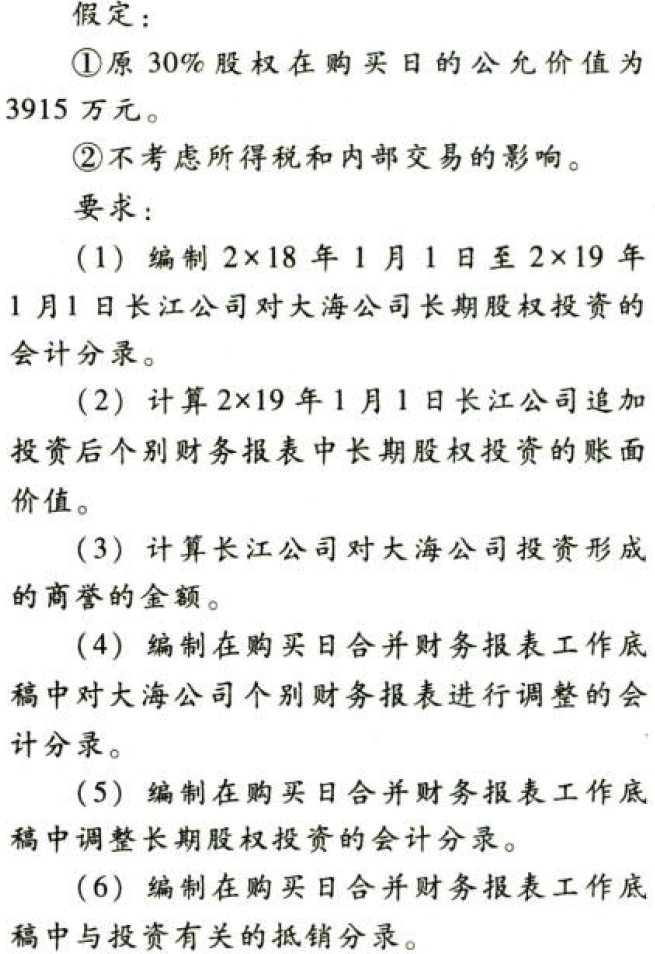 假定：
①原 30% 股权在购买日的公允价值为
3915 万元。
②不考虑所得税和内部交易的影响。
要求：
（1）编制 2×18 年 1 月 1 日至 2×19 年
1 月1 日长江公司对大海公司长期股权投资的
会计分录。
（2）计算 2×19 年 1 月 1 日长江公司追加
投资后个别财务报表中长期股权投资的账面
价值。
（3）计算长江公司对大海公司投资形成
的商誉的金额。
（4）编制在购买日合并财务报表工作底
稿中对大海公司个别财务报表进行调整的会
计分录。
（5）编制在购买日合并财务报表工作底
稿中调整长期股权投资的会计分录。
（6）编制在购买日合并财务报表工作底
稿中与投资有关的抵销分录。